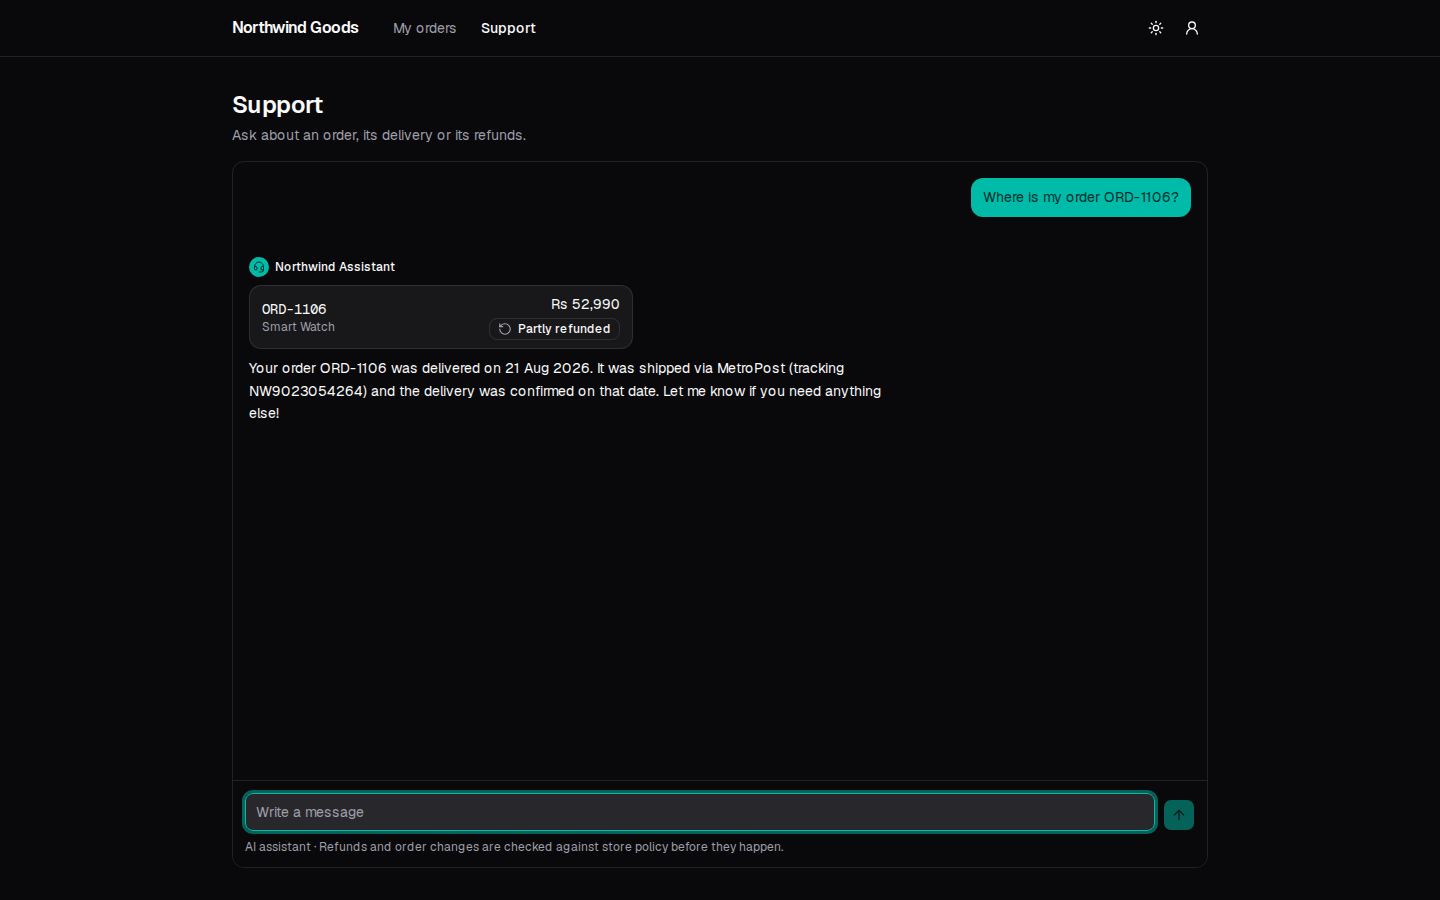 Northwind Goods
My orders
Support
Support
Ask about an order, its delivery or its refunds.
Where is my order ORD-1106?
Northwind Assistant
ORD-1106
Rs 52,990
Smart Watch
Partly refunded
Your order ORD-1106 was delivered on 21 Aug 2026. It was shipped via MetroPost (tracking
NW9023054264) and the delivery was confirmed on that date. Let me know if you need anything
else!
Write a message
AI assistant · Refunds and order changes are checked against store policy before they happen.